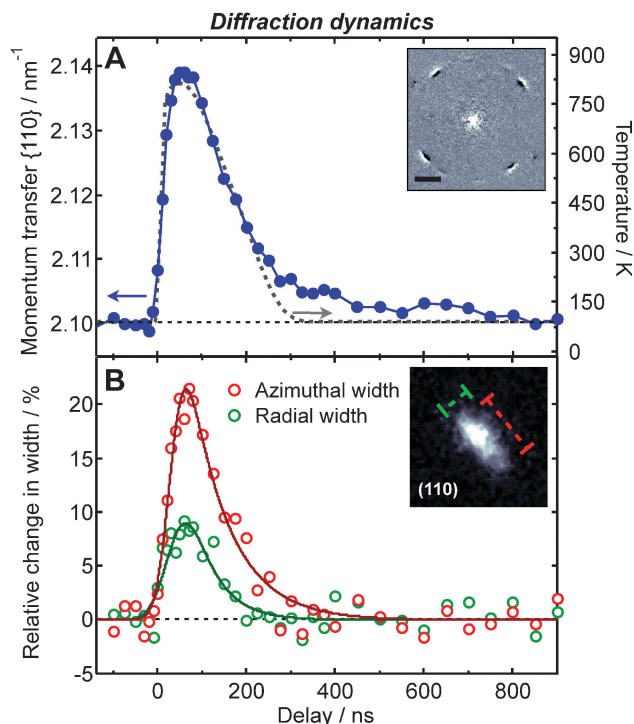 Diffraction dynamics
A
Momentum transfer {110} / nm⁻¹
2.14
2.13
2.12
2.11
2.10
900
750
600
450
300
150
0
Temperature / K
B
Azimuthal width
Radial width
(110)
Relative change in width / %
20
15
10
5
0
-5
0
200
400
600
800
Delay / ns